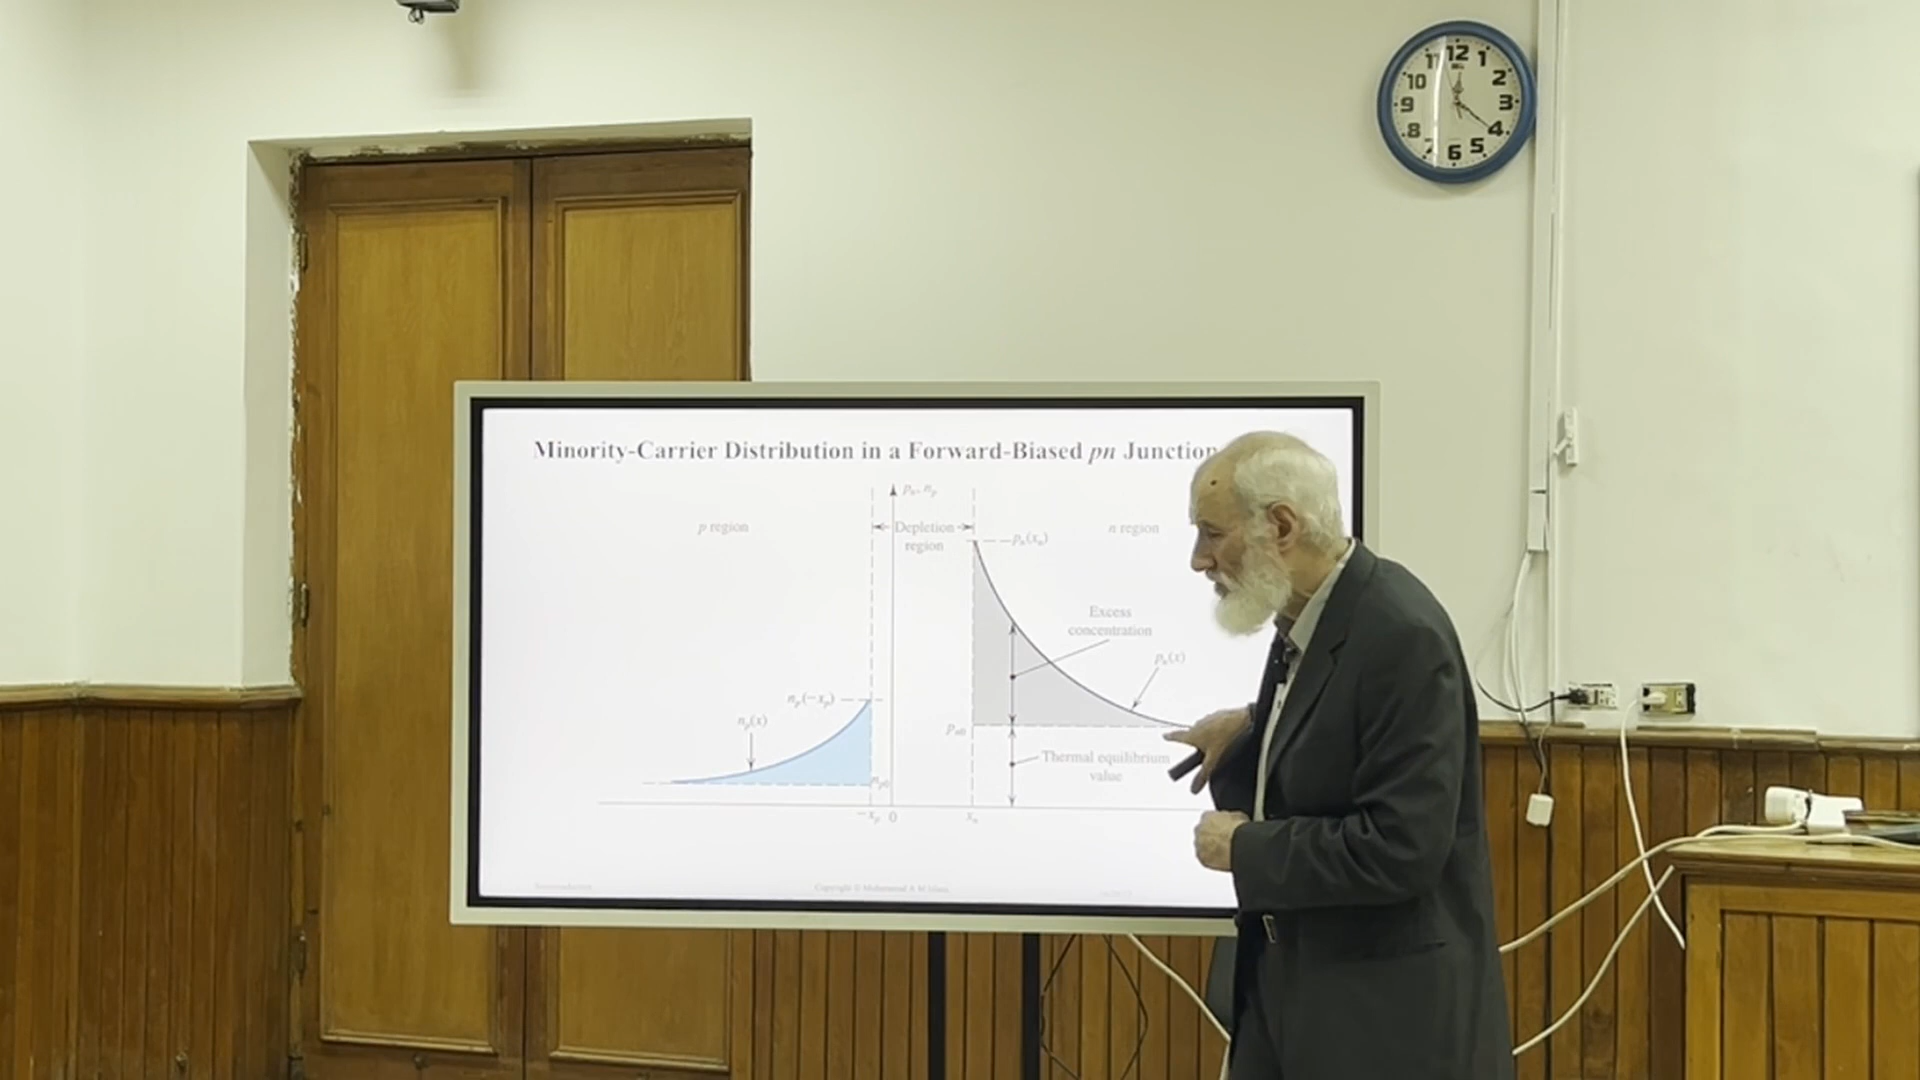 Minority-Carrier Distribution in a Forward-Biased pn Junction
pₙ, nₚ
p region
Depletion
region
n region
pₙ(xₙ)
Excess
concentration
pₙ(x)
nₚ(−xₚ)
nₚ(x)
pₙ₀
Thermal equilibrium
value
nₚ₀
−xₚ 0 xₙ
12
11 1
10 2
9 3
8 4
7 5
6